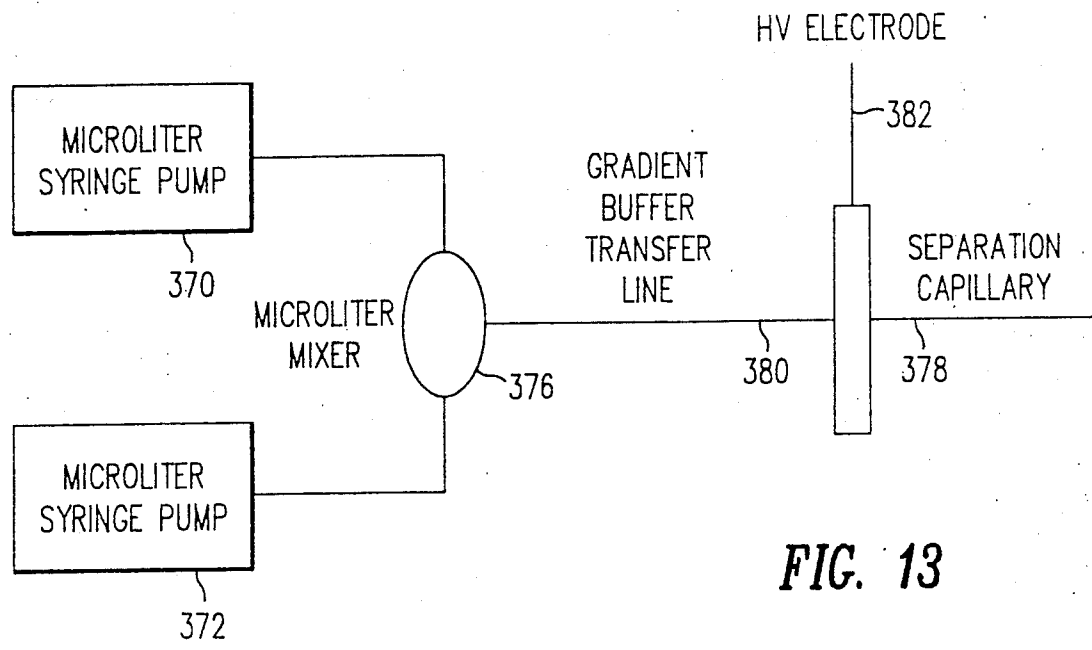 HV ELECTRODE
382
MICROLITER
SYRINGE PUMP
370
GRADIENT
BUFFER
TRANSFER
LINE
SEPARATION
CAPILLARY
MICROLITER
MIXER
376
380
378
MICROLITER
SYRINGE PUMP
372
FIG. 13